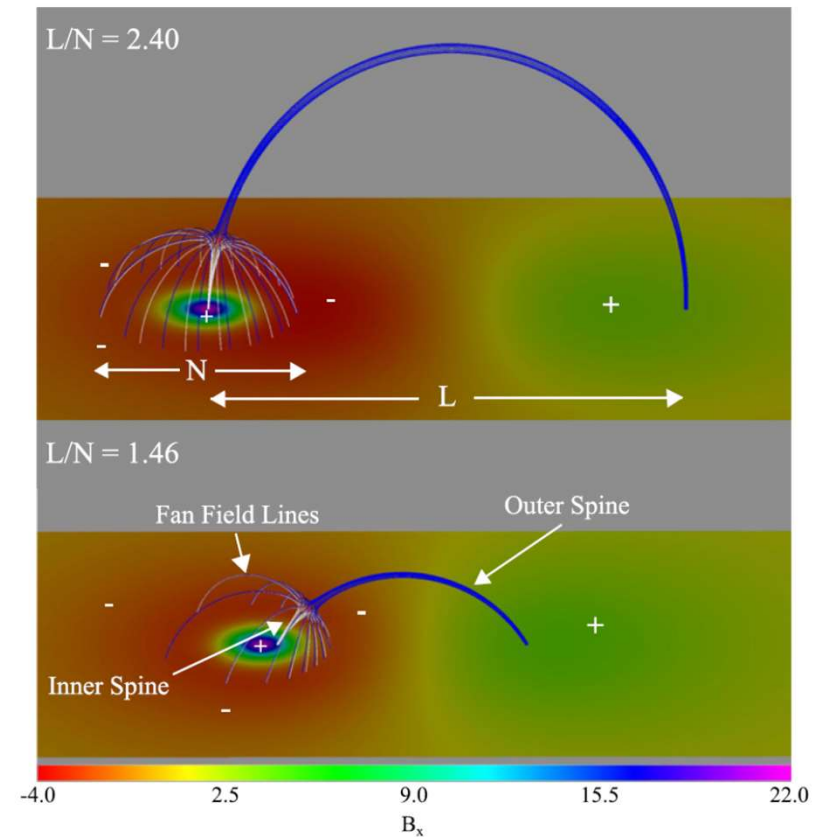 L/N = 2.40
-
-
+
+
-
N
L
L/N = 1.46
Fan Field Lines
Outer Spine
-
-
+
+
Inner Spine
-
-4.0 2.5 9.0 15.5 22.0
Bₓ